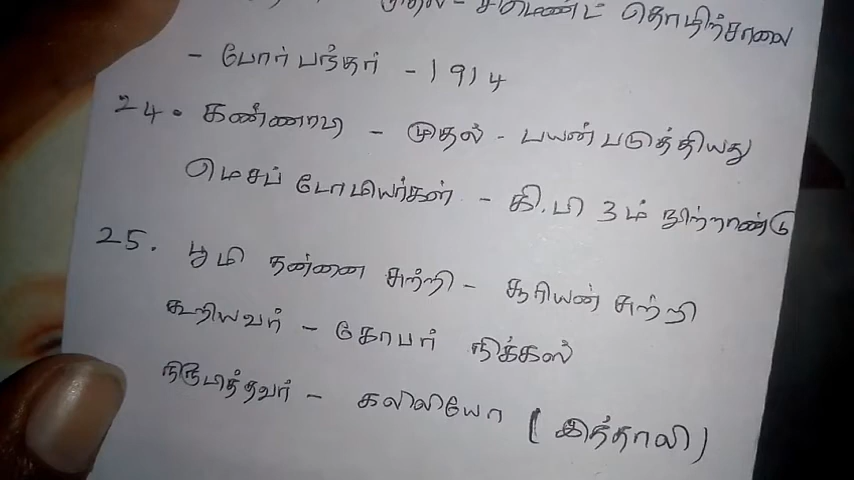 முதல் - சிமெண்ட் தொழிற்சாலை
- போர் பந்தர் - 1914
24. கண்ணாடி - முதல் - பயன் படுத்தியது
மெசப் டோமியர்கள் - கி.பி 3ம் நூற்றாண்டு
25. பூமி தன்னை சுற்றி - சூரியன் சுற்றி
கூறியவர் - கோபர் நிக்கஸ்
நிரூபித்தவர் - கலிலியோ ( இத்தாலி )